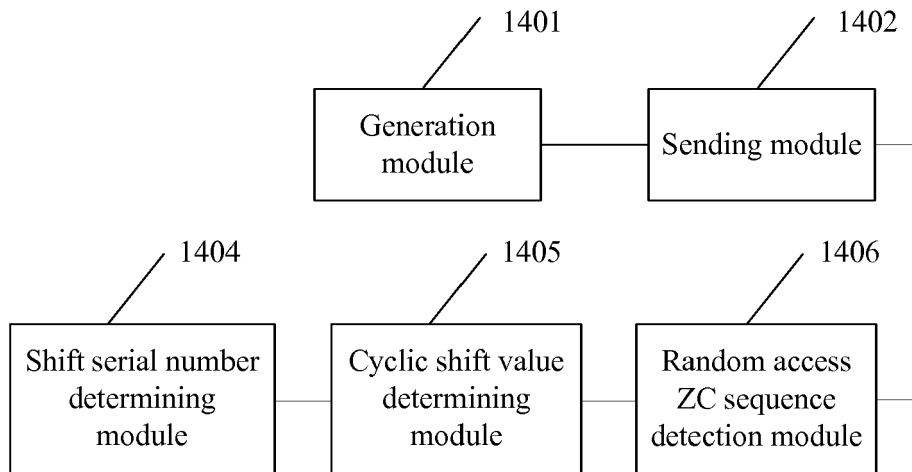 1401
1402
Generation
module
Sending module
1404
1405
1406
Shift serial number
determining
module
Cyclic shift value
determining
module
Random access
ZC sequence
detection module